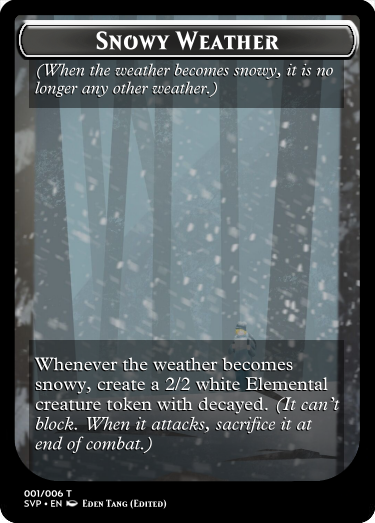 Snowy Weather
(When the weather becomes snowy, it is no
longer any other weather.)
Whenever the weather becomes
snowy, create a 2/2 white Elemental
creature token with decayed. (It can't
block. When it attacks, sacrifice it at
end of combat.)
001/006 T
SVP • EN Eden Tang (Edited)